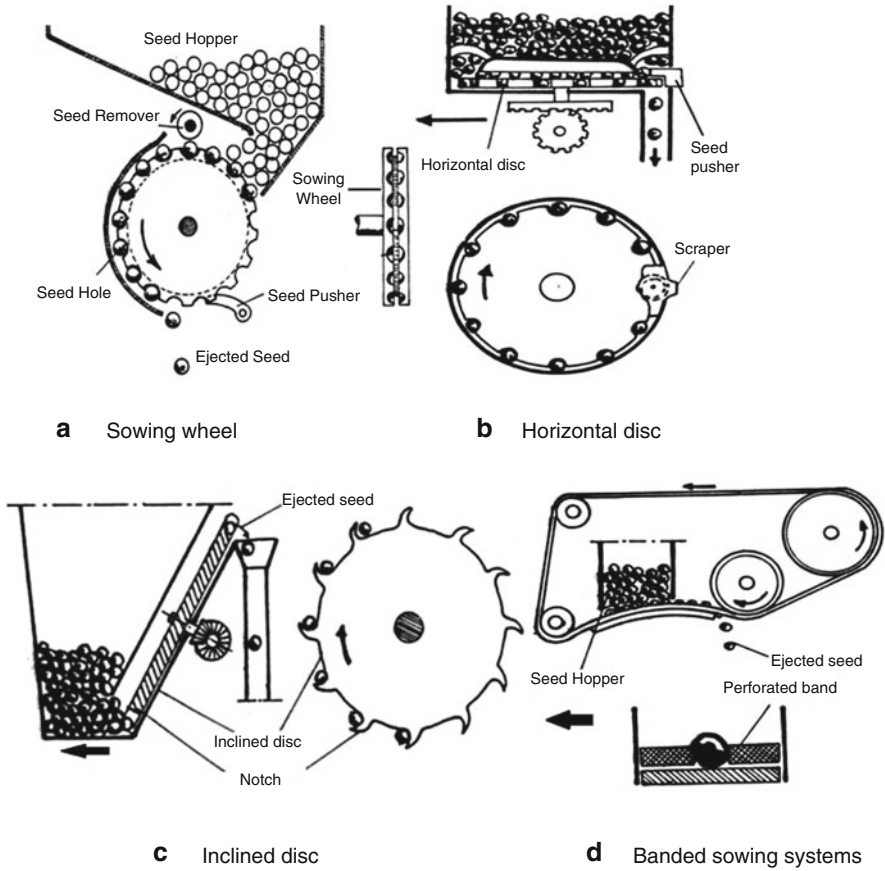 Seed Hopper
Seed Remover
Sowing
Wheel
Seed Hole
Seed Pusher
Ejected Seed
a Sowing wheel
Horizontal disc
Seed
pusher
Scraper
b Horizontal disc
Ejected seed
Inclined disc
Notch
c Inclined disc
Seed Hopper
Ejected seed
Perforated band
d Banded sowing systems